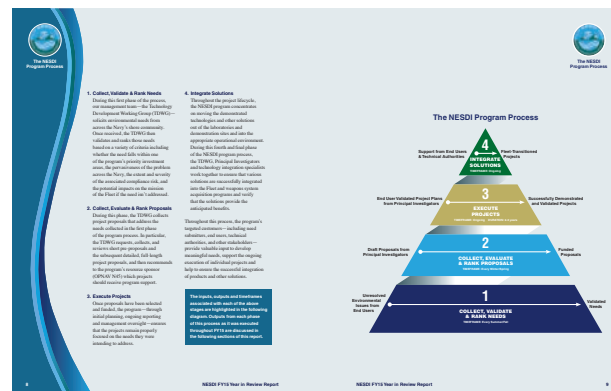 The NESDI
Program Process
1. Collect, Validate & Rank Needs
During this first phase of the process,
our management team—the Technology
Development Working Group (TDWG)—
solicits environmental needs from
across the Navy's shore community.
Once received, the TDWG then
validates and ranks these needs
based on a variety of criteria including
whether the need falls within one
of the program's priority investment
areas, the pervasiveness of the problem
across the Navy, the extent and severity
of the associated compliance risk, and
the potential impacts on the mission
of the Fleet if the need isn't addressed.
2. Collect, Evaluate & Rank Proposals
During this phase, the TDWG collects
project proposals that address the
needs collected in the first phase
of the program process. In particular,
the TDWG requests, collects, and
reviews short pre-proposals and
the subsequent detailed, full-length
project proposals, and then recommends
to the program's resource sponsor
(OPNAV N45) which projects
should receive program support.
3. Execute Projects
Once proposals have been selected
and funded, the program—through
initial planning, ongoing reporting
and management oversight—ensures
that the projects remain properly
focused on the needs they were
intending to address.
4. Integrate Solutions
Throughout the project lifecycle,
the NESDI program concentrates
on moving the demonstrated
technologies and other solutions
out of the laboratories and
demonstration sites and into the
appropriate operational environment.
During this fourth and final phase
of the NESDI program process,
the TDWG, Principal Investigators
and technology integration specialists
work together to ensure that various
solutions are successfully integrated
into the Fleet and weapons system
acquisition programs and verify
that the solutions provide the
anticipated benefits.
Throughout this process, the program's
targeted customers—including need
submitters, end users, technical
authorities, and other stakeholders—
provide valuable input to develop
meaningful needs, support the ongoing
execution of individual projects and
help to ensure the successful integration
of products and other solutions.
The inputs, outputs and timeframes
associated with each of the above
stages are highlighted in the following
diagram. Outputs from each phase
of this process as it was executed
throughout FY15 are discussed in
the following sections of this report.
8
NESDI FY15 Year in Review Report
The NESDI
Program Process
The NESDI Program Process
4
INTEGRATE
SOLUTIONS
TIMEFRAME: Ongoing
Support from End Users
& Technical Authorities
Fleet-Transitioned
Projects
3
EXECUTE
PROJECTS
End User Validated Project Plans
from Principal Investigators
Successfully Demonstrated
and Validated Projects
2
COLLECT, EVALUATE
& RANK PROPOSALS
Draft Proposals from
Principal Investigators
Funded
Proposals
1
COLLECT, VALIDATE
& RANK NEEDS
Unresolved
Environmental
Issues from
End Users
Validated
Needs
NESDI FY15 Year in Review Report
9